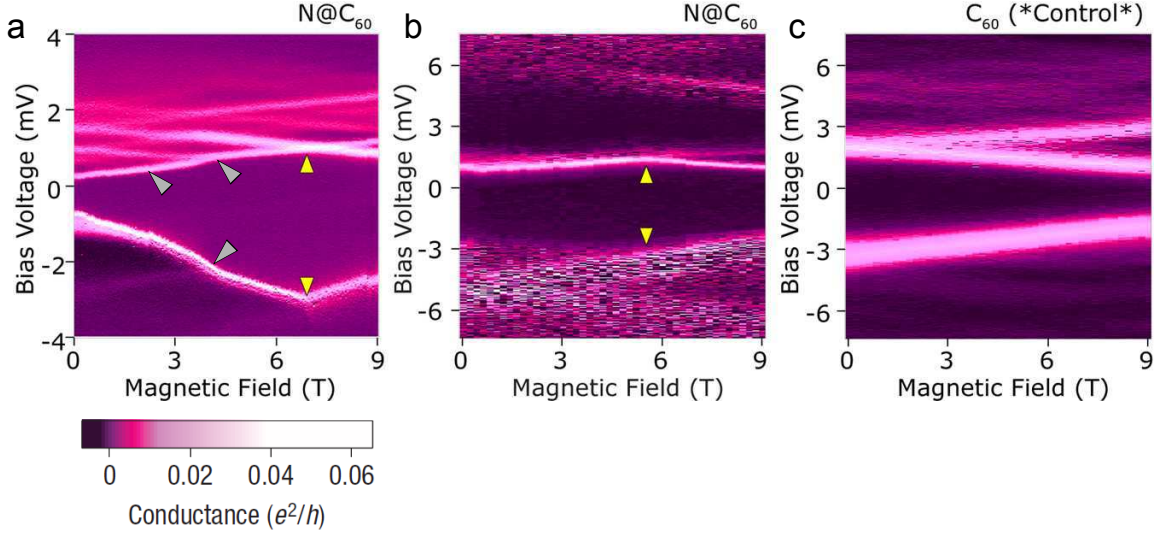 a
N@C60
4
2
0
-2
-4
Bias Voltage (mV)
0
3
6
9
Magnetic Field (T)
b
N@C60
6
3
0
-3
-6
Bias Voltage (mV)
0
3
6
9
Magnetic Field (T)
c
C60 (*Control*)
6
3
0
-3
-6
Bias Voltage (mV)
0
3
6
9
Magnetic Field (T)
0 0.02 0.04 0.06
Conductance (e²/h)